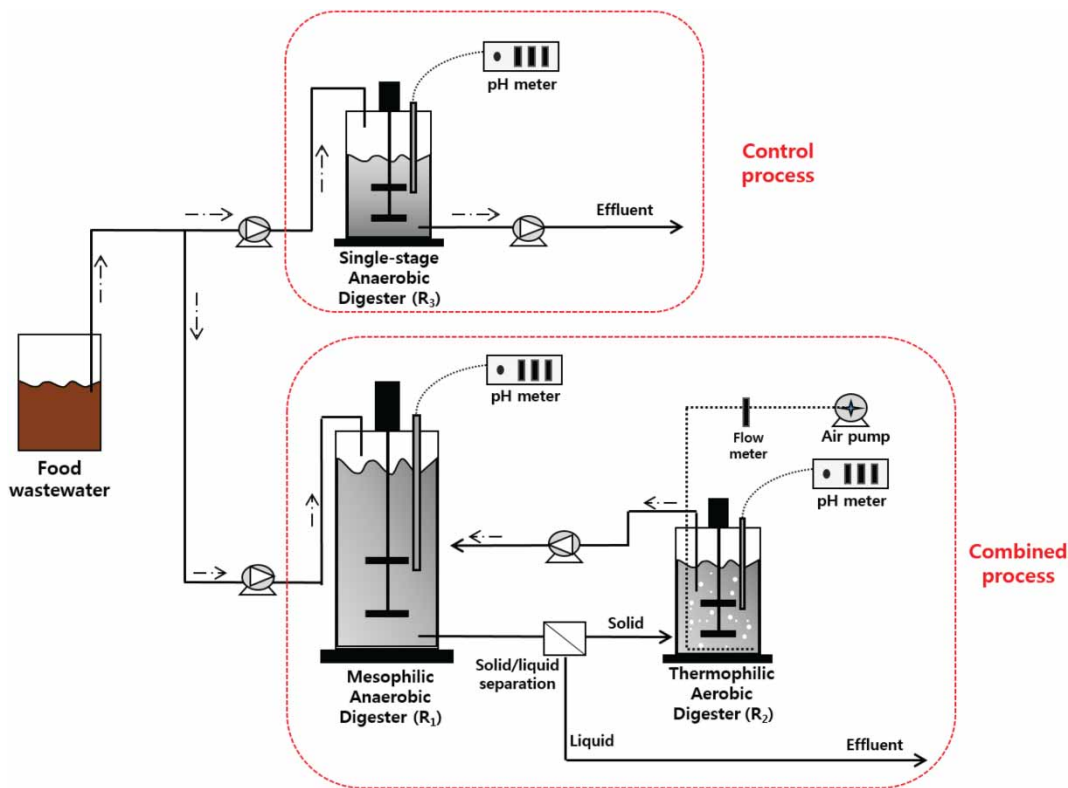 pH meter
Control
process
Effluent
Single-stage
Anaerobic
Digester (R₃)
Food
wastewater
pH meter
Flow
meter
Air pump
pH meter
Combined
process
Solid
Solid/liquid
separation
Mesophilic
Anaerobic
Digester (R₁)
Thermophilic
Aerobic
Digester (R₂)
Liquid
Effluent